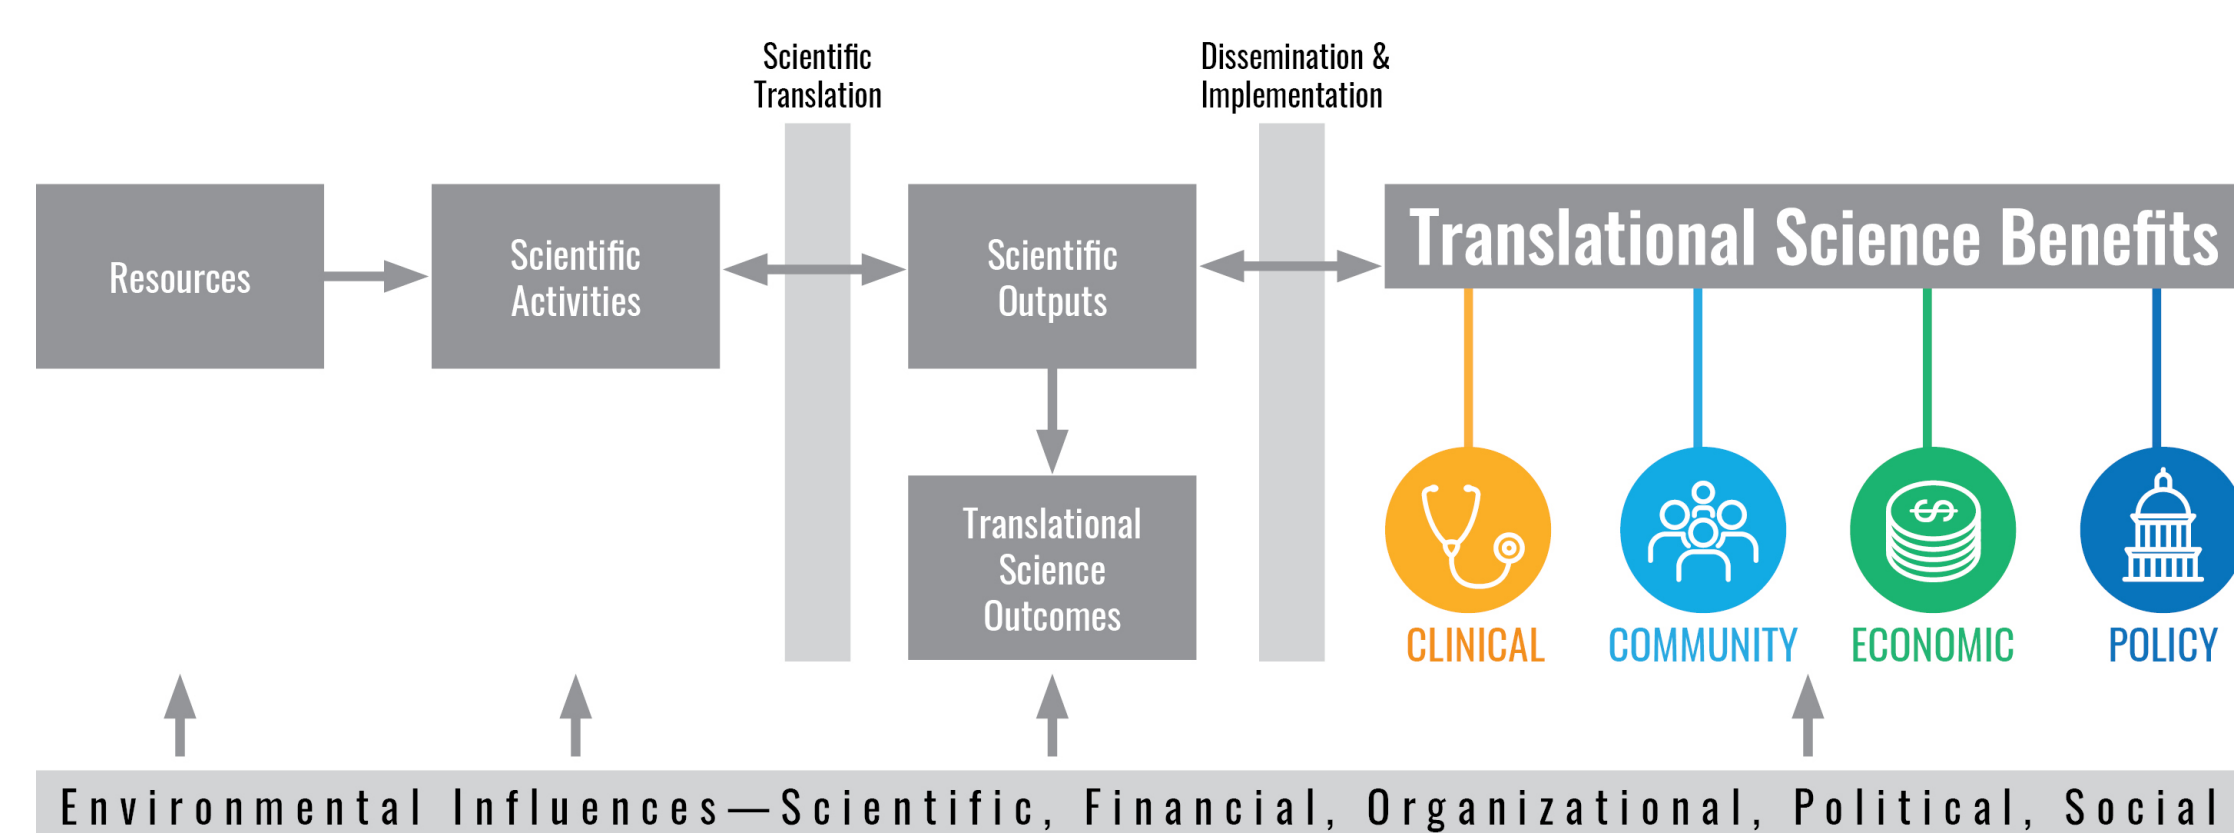 Scientific
Translation
Dissemination &
Implementation
Resources
Scientific
Activities
Scientific
Outputs
Translational Science Benefits
Translational
Science
Outcomes
$
CLINICAL
COMMUNITY
ECONOMIC
POLICY
Environmental Influences—Scientific, Financial, Organizational, Political, Social